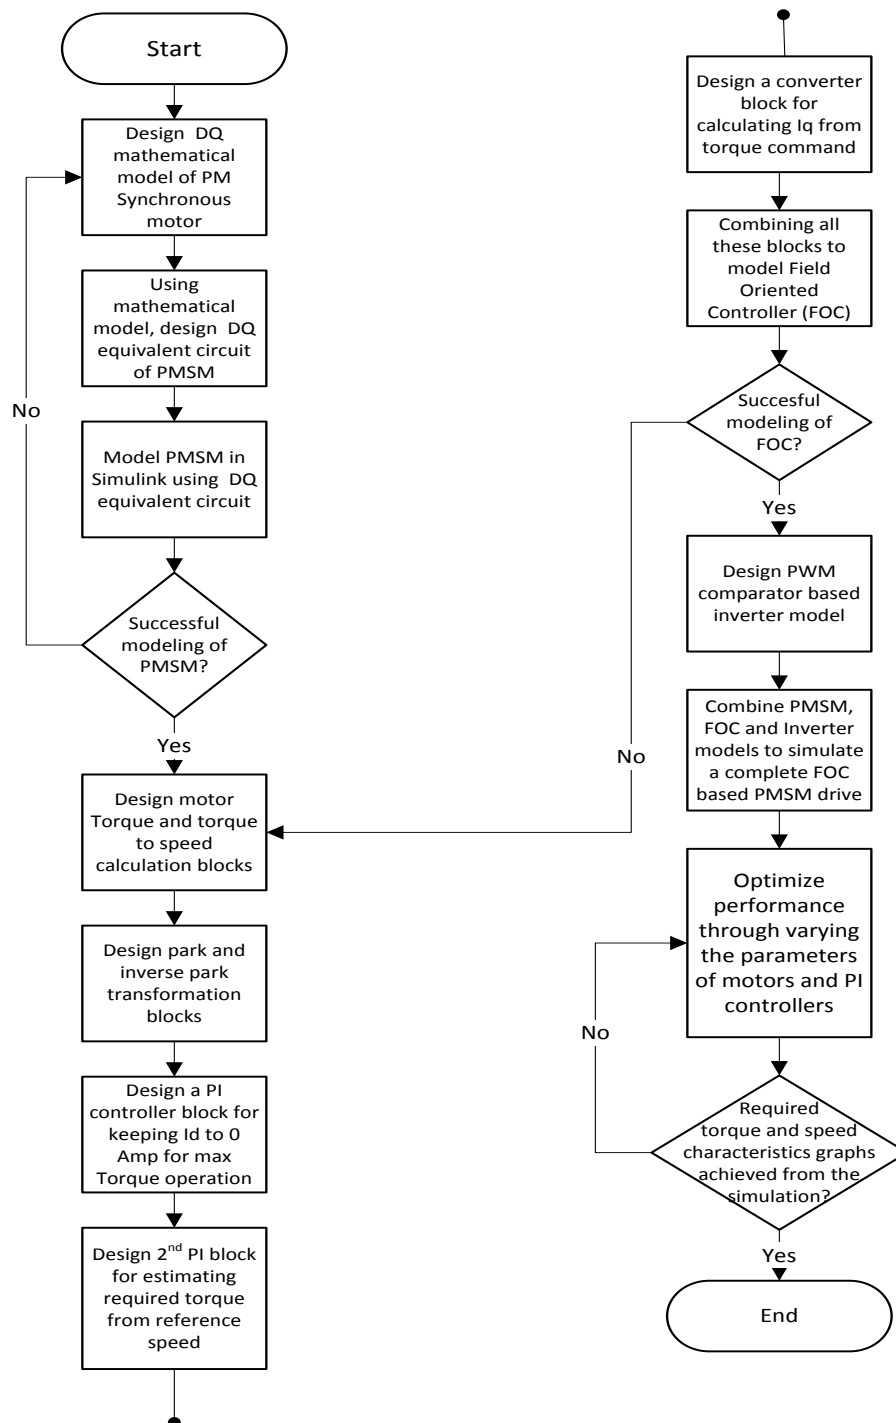 Start
Design DQ
mathematical
model of PM
Synchronous
motor
Using
mathematical
model, design DQ
equivalent circuit
of PMSM
No
Model PMSM in
Simulink using DQ
equivalent circuit
Successful
modeling of
PMSM?
Yes
Design motor
Torque and torque
to speed
calculation blocks
Design park and
inverse park
transformation
blocks
Design a PI
controller block for
keeping Id to 0
Amp for max
Torque operation
Design 2nd PI block
for estimating
required torque
from reference
speed
Design a converter
block for
calculating Iq from
torque command
Combining all
these blocks to
model Field
Oriented
Controller (FOC)
Succesful
modeling of
FOC?
Yes
No
Design PWM
comparator based
inverter model
Combine PMSM,
FOC and Inverter
models to simulate
a complete FOC
based PMSM drive
Optimize
performance
through varying
the parameters
of motors and PI
controllers
No
Required
torque and speed
characteristics graphs
achieved from the
simulation?
Yes
End